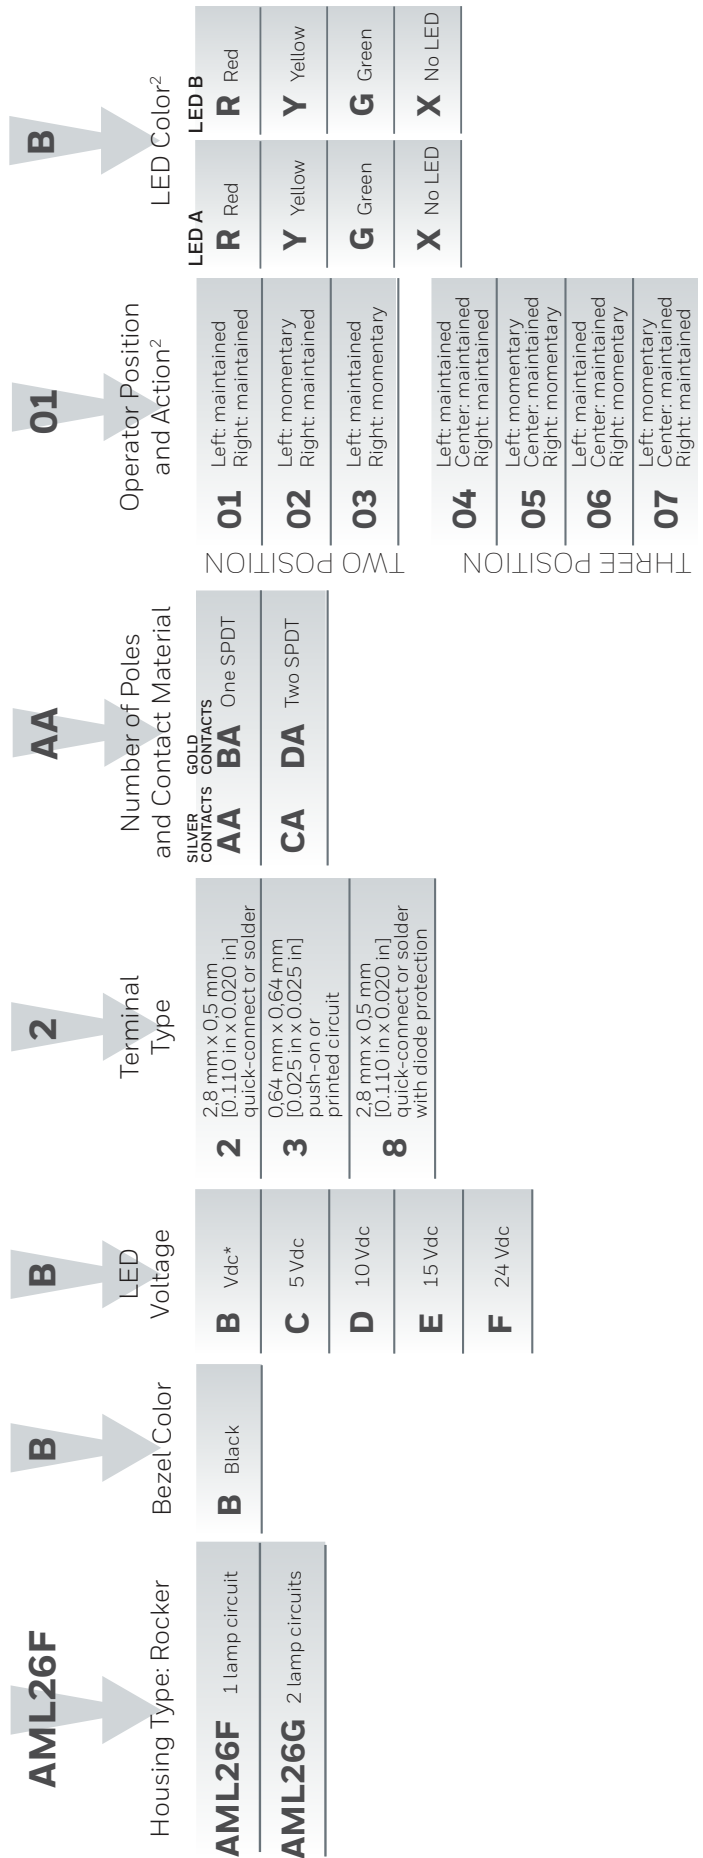 AML26F
B
B
2
AA
01
B
Housing Type: Rocker
AML26F 1 lamp circuit
AML26G 2 lamp circuits
Bezel Color
B Black
LED
Voltage
B Vdc*
C 5 Vdc
D 10 Vdc
E 15 Vdc
F 24 Vdc
Terminal
Type
2 2,8 mm x 0,5 mm
[0.110 in x 0.020 in]
quick-connect or solder
3 0,64 mm x 0,64 mm
[0.025 in x 0.025 in]
push-on or
printed circuit
8 2,8 mm x 0,5 mm
[0.110 in x 0.020 in]
quick-connect or solder
with diode protection
Number of Poles
and Contact Material
SILVER
CONTACTS
GOLD
CONTACTS
AA BA One SPDT
CA DA Two SPDT
Operator Position
and Action²
TWO POSITION
01 Left: maintained
Right: maintained
02 Left: momentary
Right: maintained
03 Left: maintained
Right: momentary
THREE POSITION
04 Left: maintained
Center: maintained
Right: maintained
05 Left: momentary
Center: maintained
Right: momentary
06 Left: maintained
Center: maintained
Right: momentary
07 Left: momentary
Center: maintained
Right: maintained
LED Color²
LED A
R Red
Y Yellow
G Green
X No LED
LED B
R Red
Y Yellow
G Green
X No LED